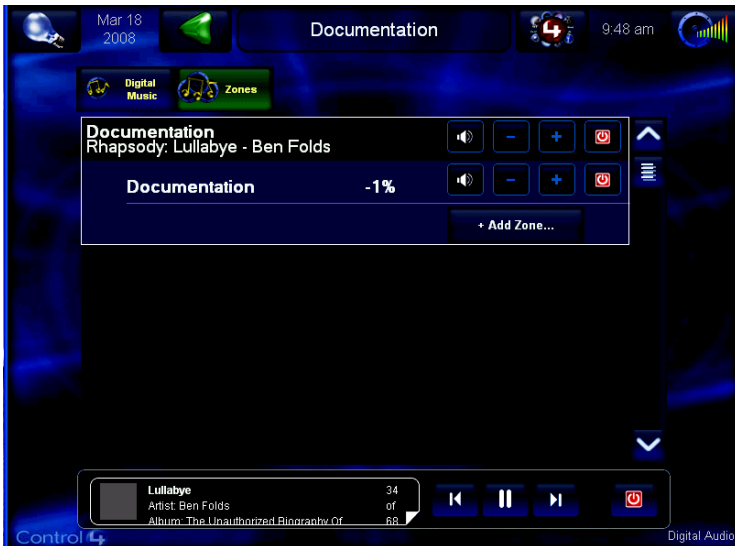 Mar 18
2008
Documentation
4
9:48 am
Digital
Music
Zones
Documentation
Rhapsody: Lullabye - Ben Folds
Documentation -1%
+ Add Zone...
Lullabye 34
Artist: Ben Folds of
Album: The Unauthorized Biography Of 68
Control4
Digital Audio